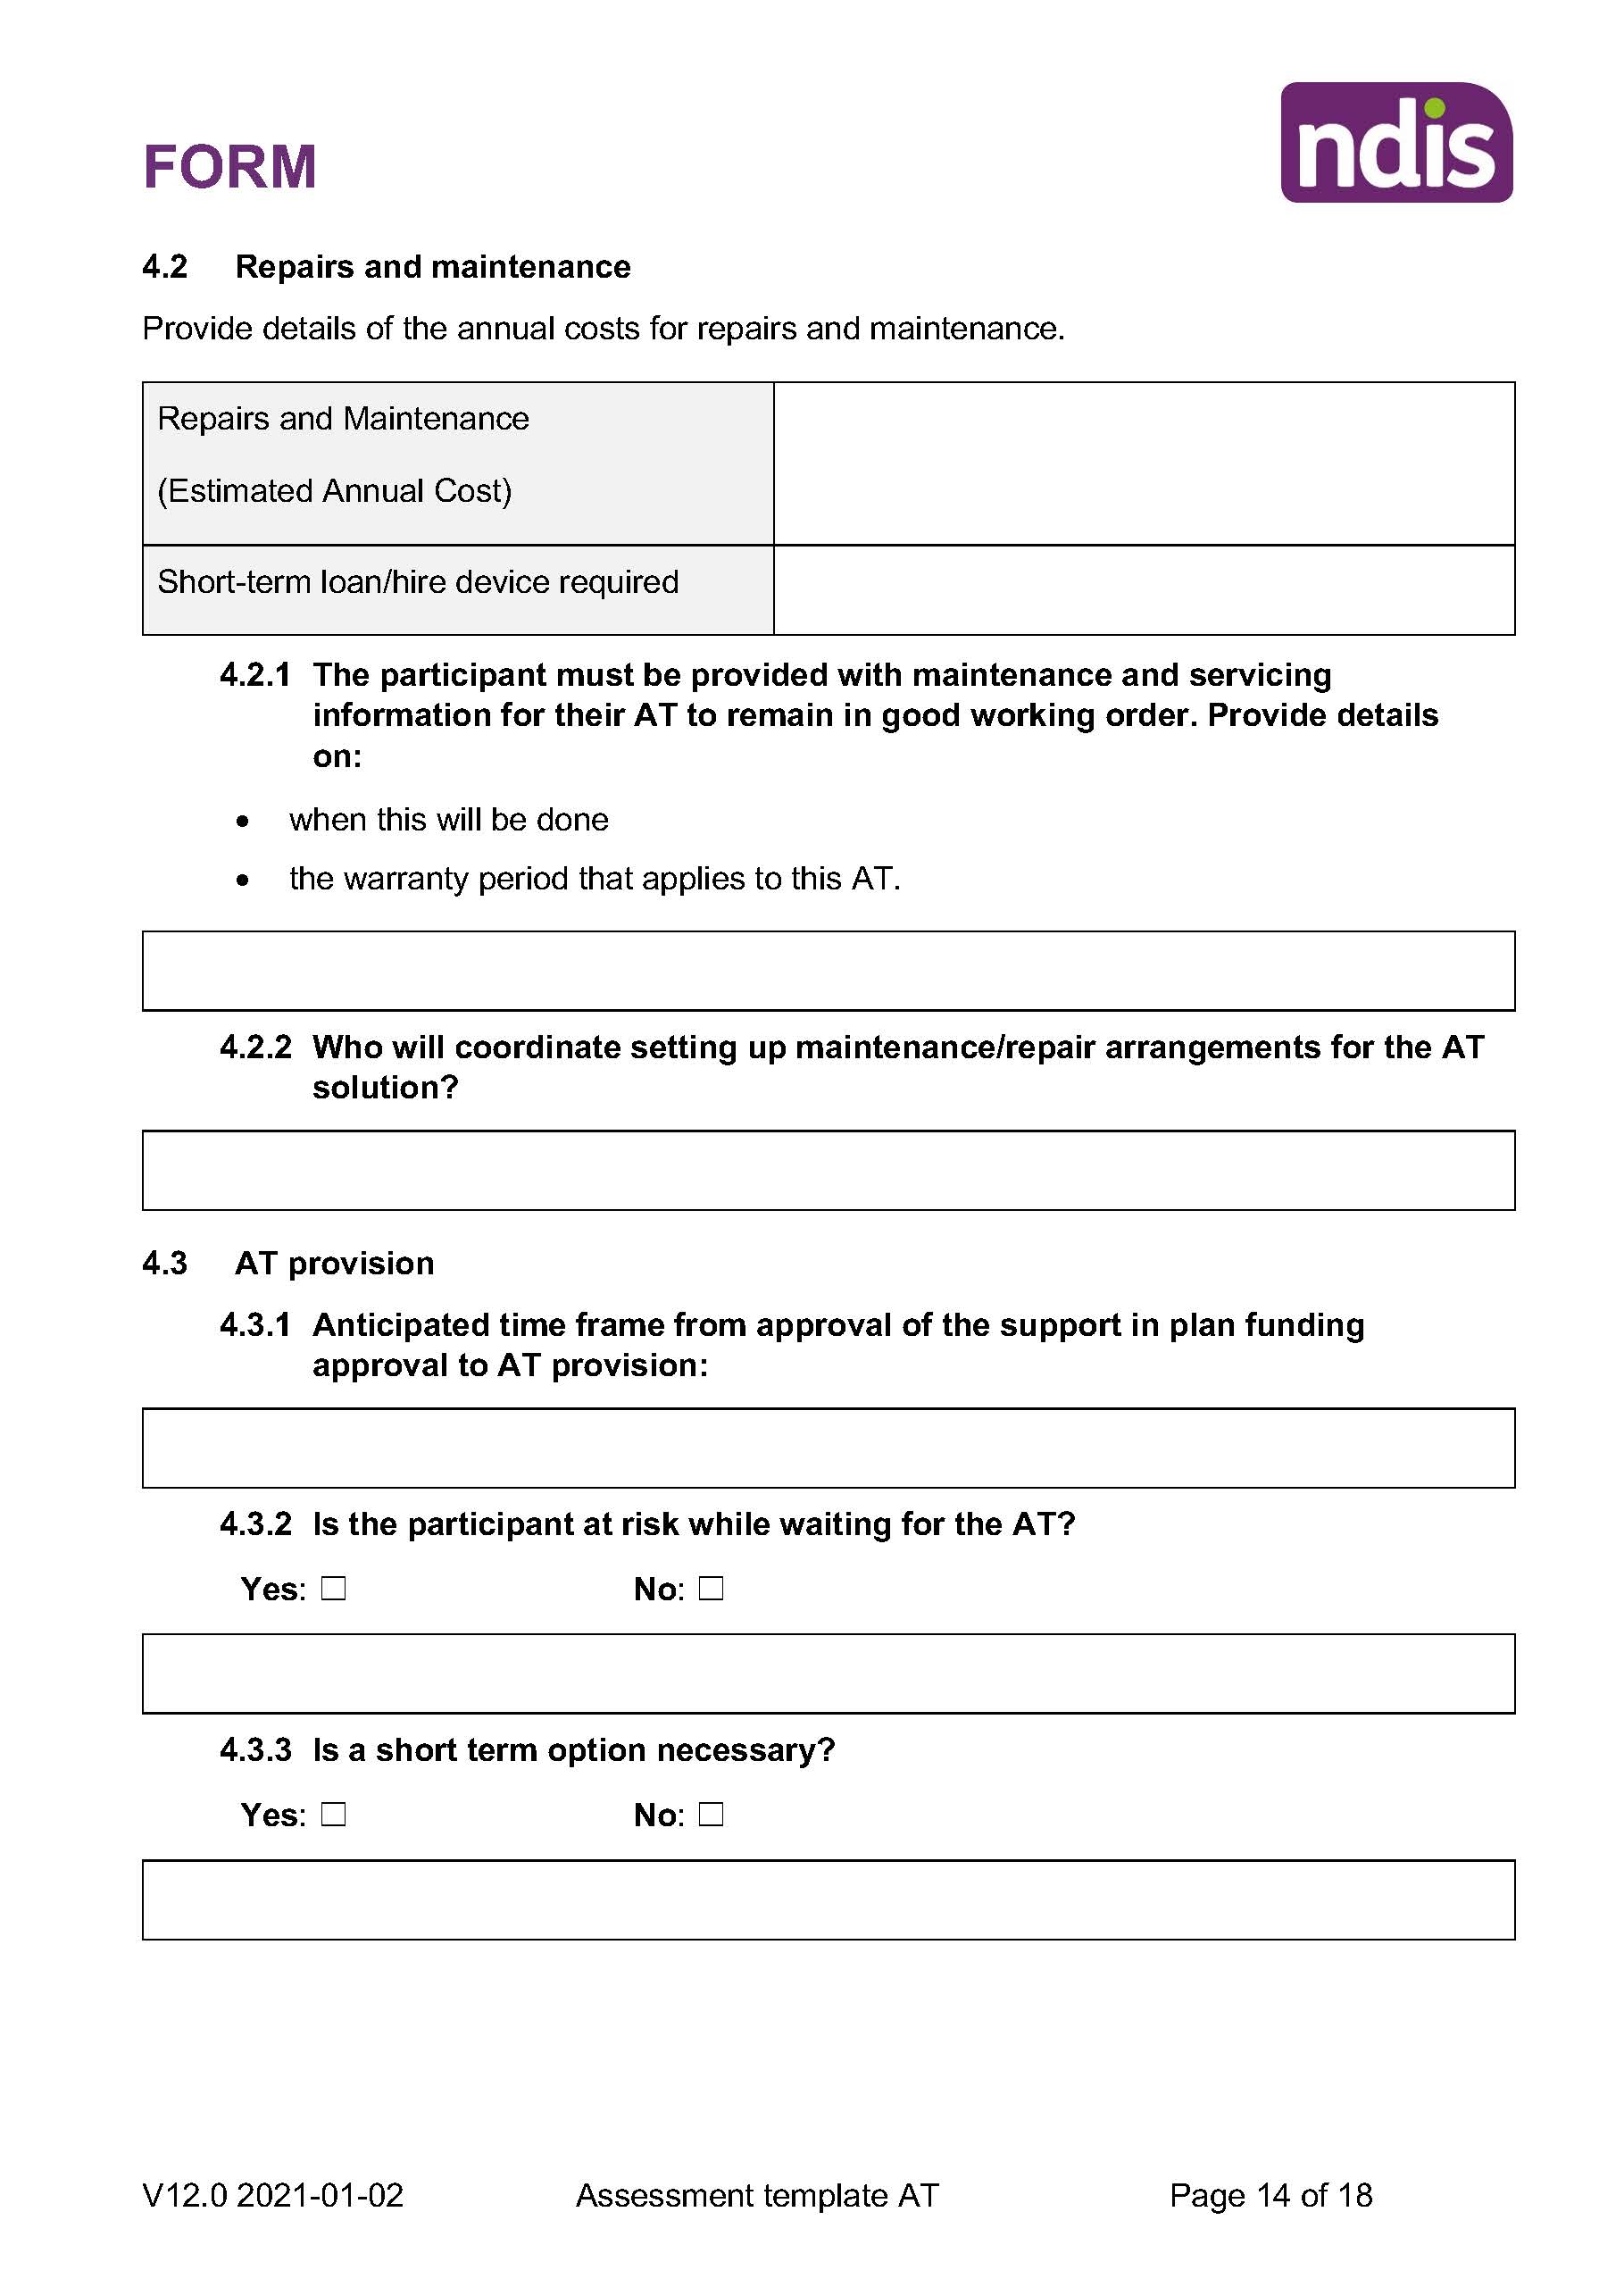 FORM
ndis
4.2 Repairs and maintenance
Provide details of the annual costs for repairs and maintenance.
Repairs and Maintenance
(Estimated Annual Cost)
Short-term loan/hire device required
4.2.1 The participant must be provided with maintenance and servicing
information for their AT to remain in good working order. Provide details
on:
• when this will be done
• the warranty period that applies to this AT.
4.2.2 Who will coordinate setting up maintenance/repair arrangements for the AT
solution?
4.3 AT provision
4.3.1 Anticipated time frame from approval of the support in plan funding
approval to AT provision:
4.3.2 Is the participant at risk while waiting for the AT?
Yes: ☐ No: ☐
4.3.3 Is a short term option necessary?
Yes: ☐ No: ☐
V12.0 2021-01-02 Assessment template AT Page 14 of 18